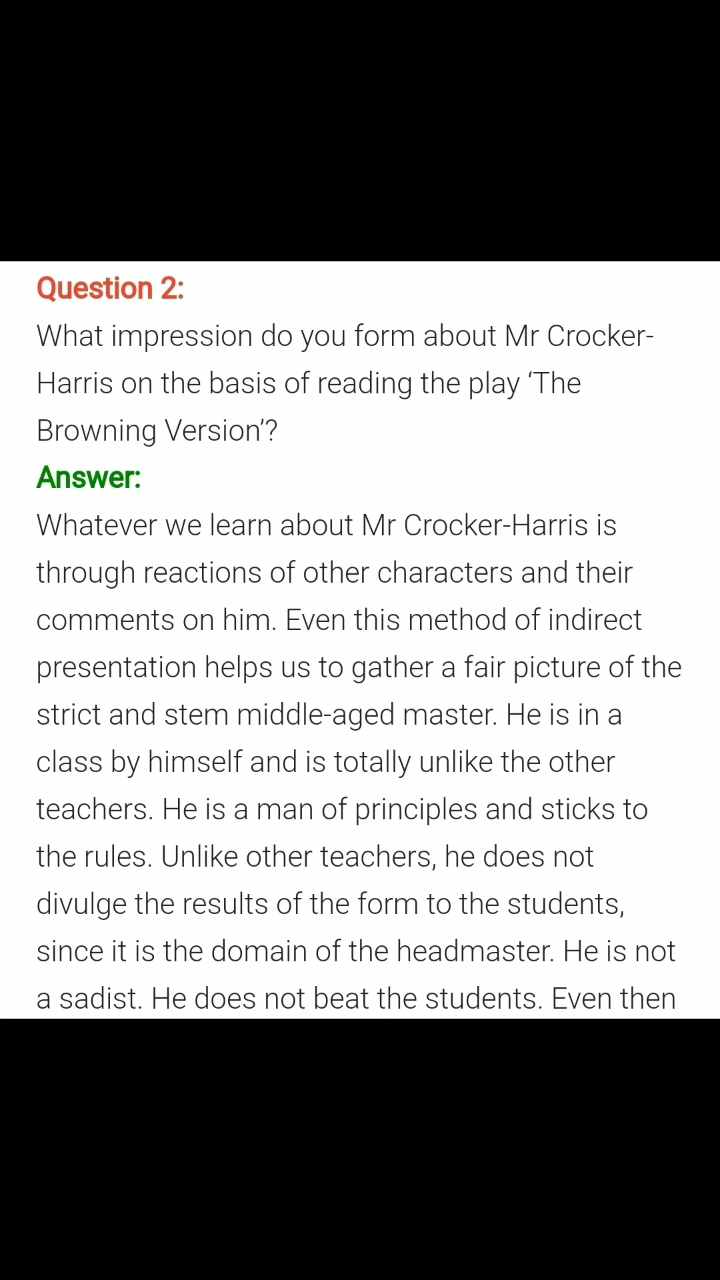 Question 2:
What impression do you form about Mr Crocker-
Harris on the basis of reading the play ‘The
Browning Version’?
Answer:
Whatever we learn about Mr Crocker-Harris is
through reactions of other characters and their
comments on him. Even this method of indirect
presentation helps us to gather a fair picture of the
strict and stem middle-aged master. He is in a
class by himself and is totally unlike the other
teachers. He is a man of principles and sticks to
the rules. Unlike other teachers, he does not
divulge the results of the form to the students,
since it is the domain of the headmaster. He is not
a sadist. He does not beat the students. Even then